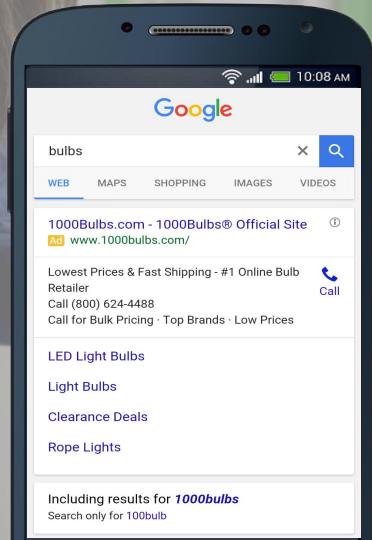 10:08 AM
Google
bulbs
WEB MAPS SHOPPING IMAGES VIDEOS
1000Bulbs.com - 1000Bulbs® Official Site
Ad www.1000bulbs.com/
Lowest Prices & Fast Shipping - #1 Online Bulb
Retailer
Call (800) 624-4488
Call for Bulk Pricing · Top Brands · Low Prices
Call
LED Light Bulbs
Light Bulbs
Clearance Deals
Rope Lights
Including results for 1000bulbs
Search only for 100bulb